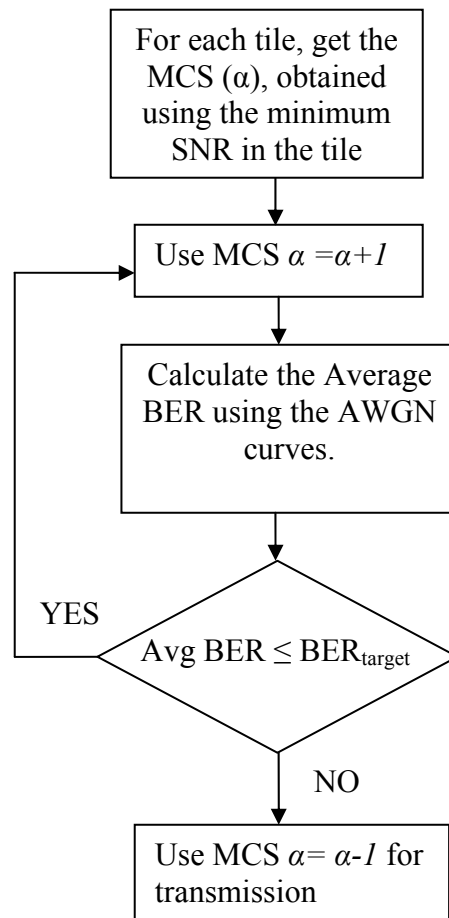 For each tile, get the
MCS (α), obtained
using the minimum
SNR in the tile
Use MCS α =α+1
Calculate the Average
BER using the AWGN
curves.
YES
Avg BER ≤ BERtarget
NO
Use MCS α= α-1 for
transmission